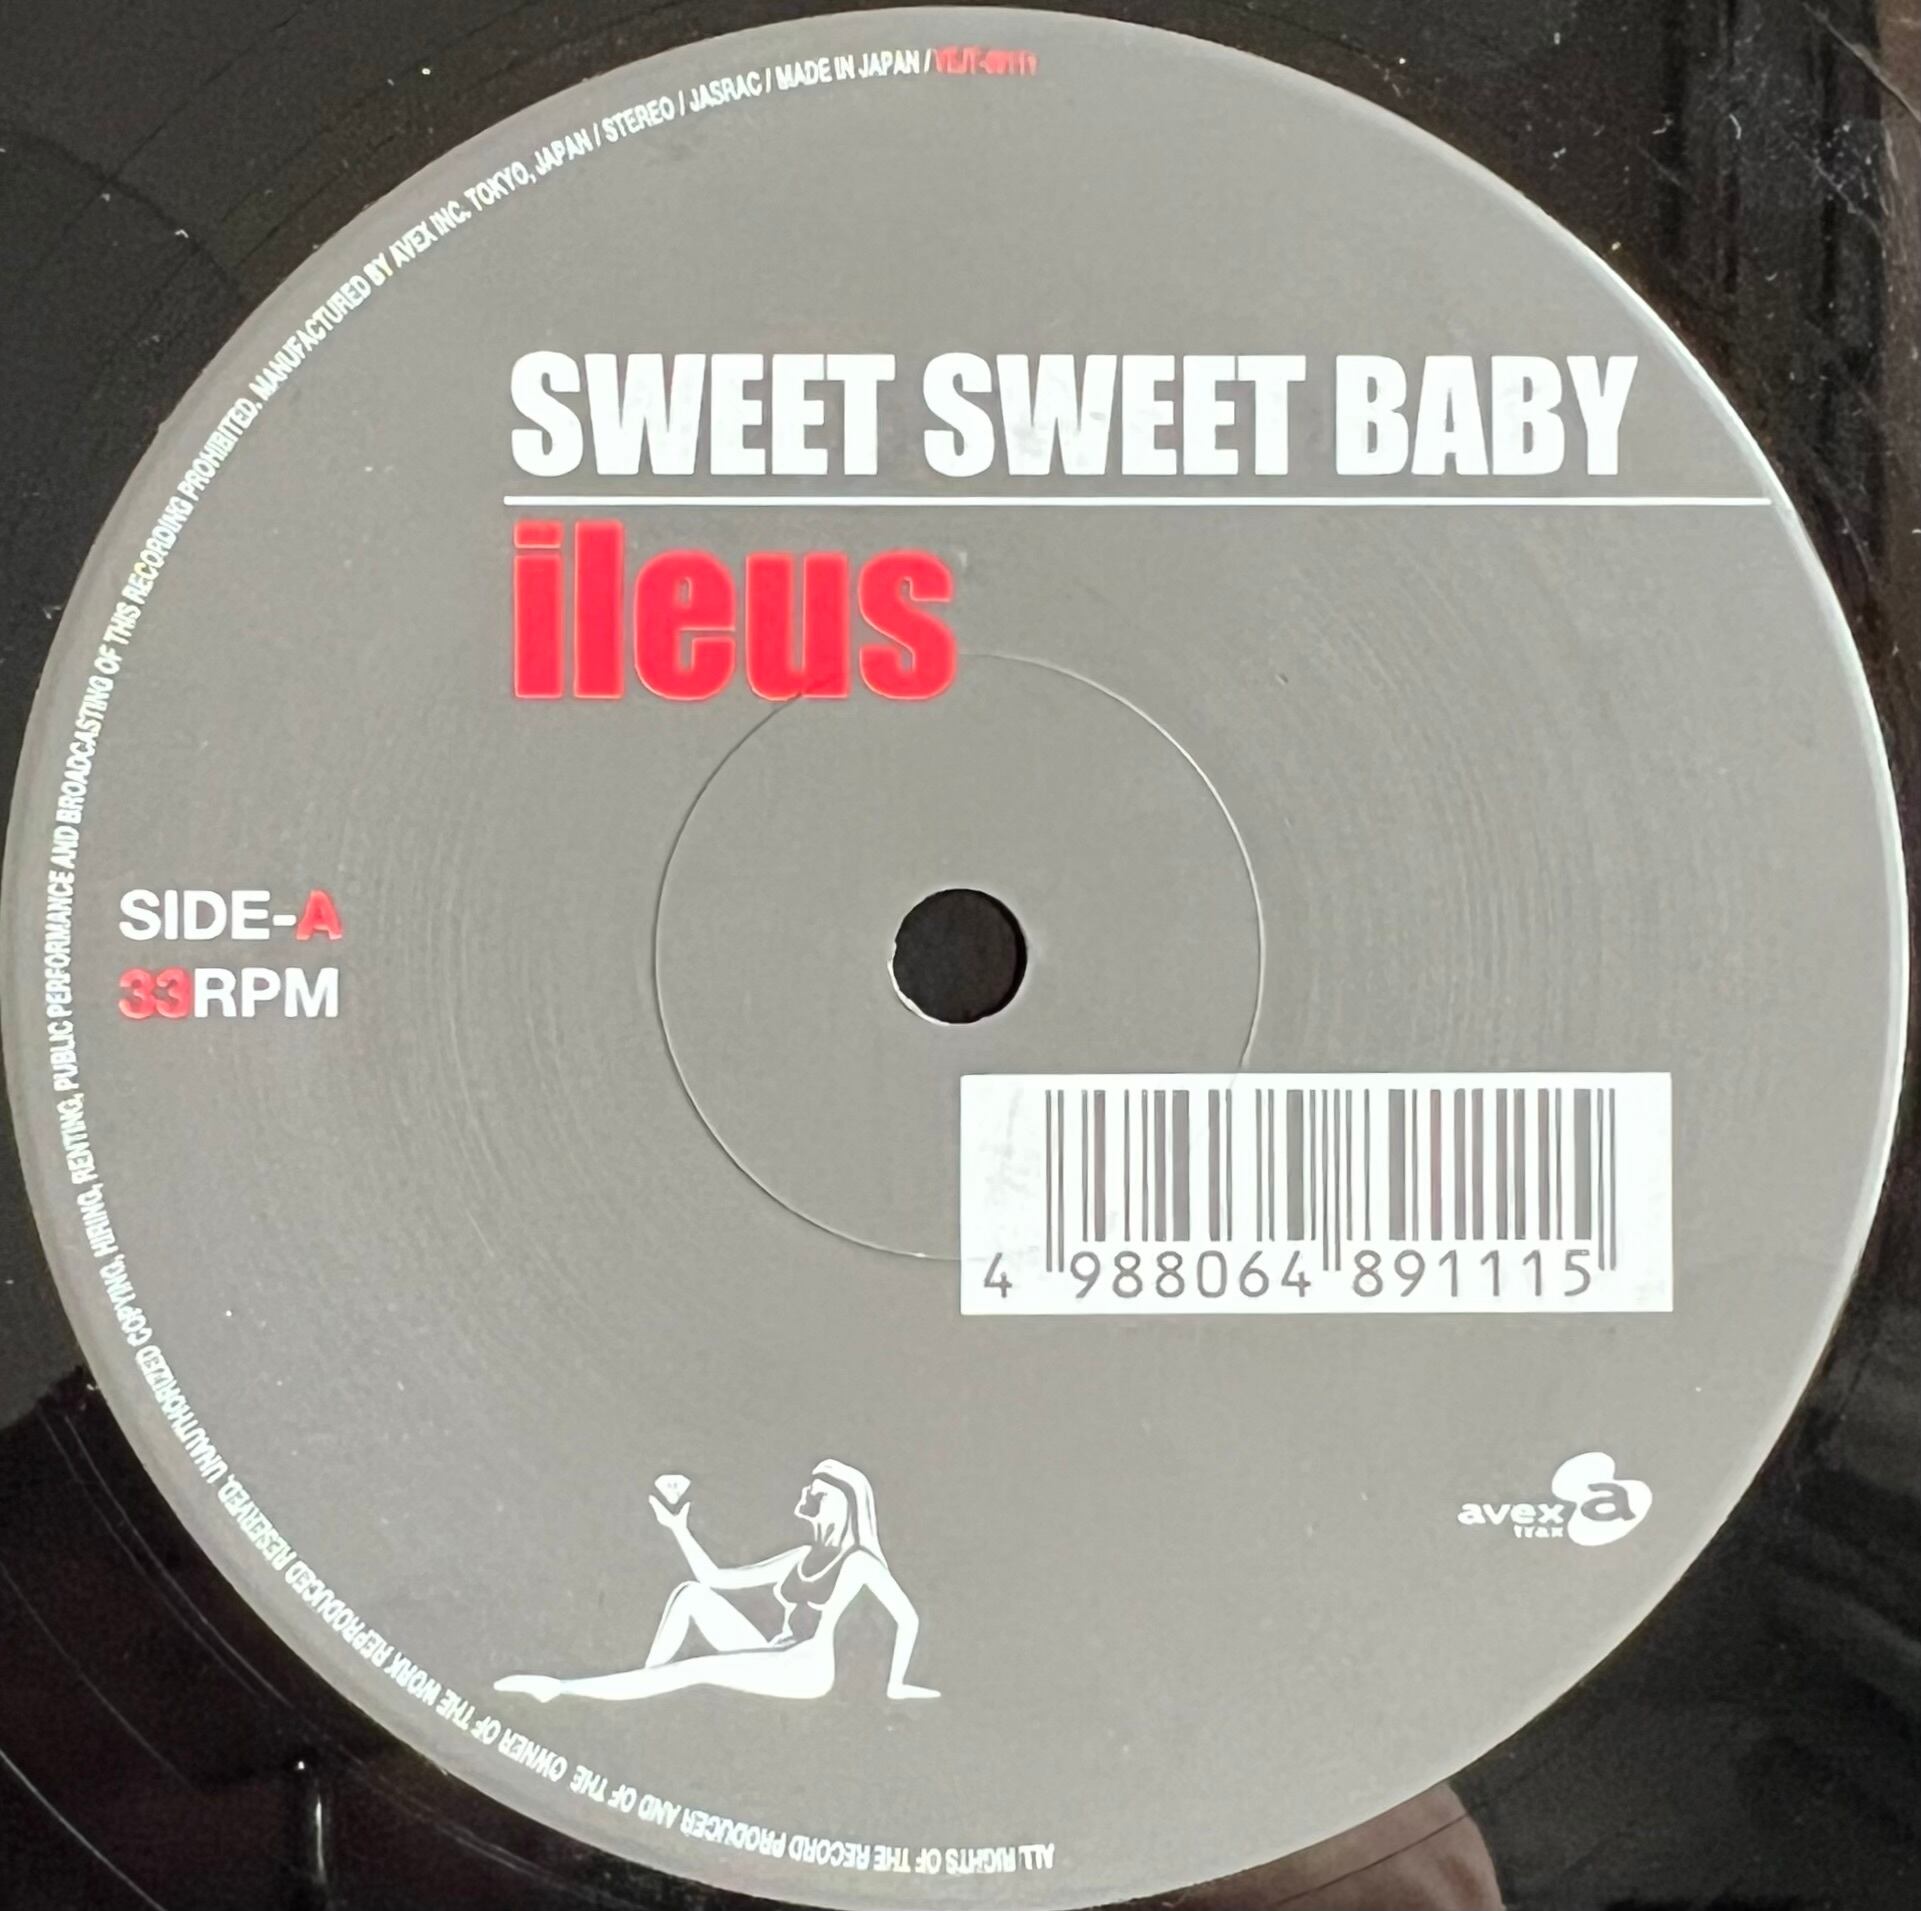 ALL RIGHTS OF THE RECORD PRODUCER AND OF THE OWNER OF THE WORK REPRODUCED RESERVED. UNAUTHORIZED COPYING, HIRING, RENTING, PUBLIC PERFORMANCE AND BROADCASTING OF THIS RECORDING PROHIBITED. MANUFACTURED BY AVEX INC. TOKYO, JAPAN / STEREO / JASRAC / MADE IN JAPAN /
SWEET SWEET BABY
ileus
SIDE-A
33RPM
4 988064 891115
avex a
trax